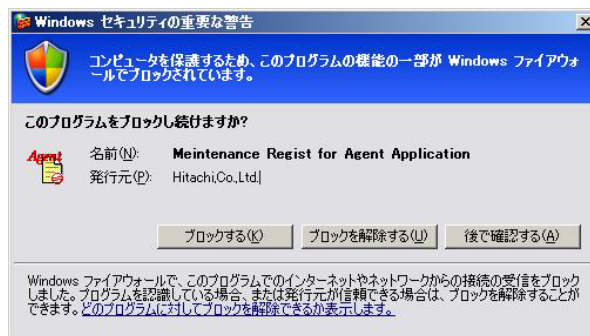 Windows セキュリティの重要な警告
コンピュータを保護するため、このプログラムの機能の一部が Windows ファイアウォ
ールでブロックされています。
このプログラムをブロックし続けますか?
Agent
名前(N): Meintenance Regist for Agent Application
発行元(P): Hitachi,Co.,Ltd.
ブロックする(K) ブロックを解除する(U) 後で確認する(A)
Windows ファイアウォールで、このプログラムでのインターネットやネットワークからの接続の受信をブロック
しました。プログラムを認識している場合、または発行元が信頼できる場合は、ブロックを解除することが
できます。どのプログラムに対してブロックを解除できるか表示します。